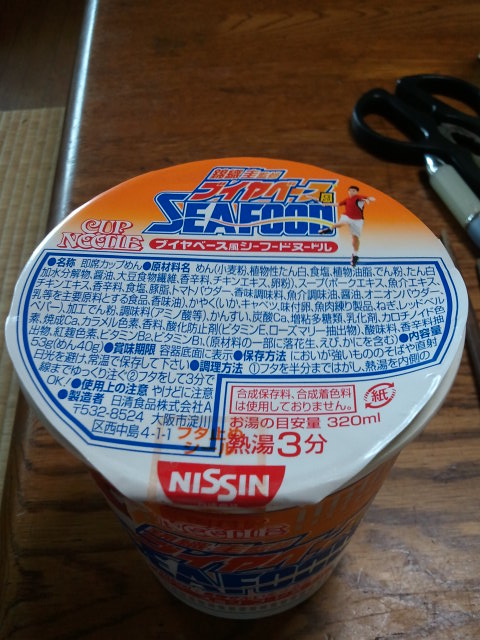 錦織圭監修
ブイヤベース風
SEAFOOD
CUP
NOODLE
ブイヤベース風シーフードヌードル
●名称 即席カップめん●原材料名 めん(小麦粉、植物性たん白、食塩、植物油脂、でん粉、たん白
加水分解物、醤油、大豆食物繊維、香辛料、チキンエキス、卵粉)、スープ(ポークエキス、魚介エキス、
チキンエキス、香辛料、食塩、豚脂、トマトパウダー、香味調味料、魚介調味油、醤油、オニオンパウダー、
乳等を主要原料とする食品、香味油)、かやく(いか、キャベツ、味付卵、魚肉練り製品、ねぎ、レッドベル
ペパー)、加工でん粉、調味料(アミノ酸等)、かんすい、炭酸Ca、増粘多糖類、乳化剤、カロチノイド色
素、焼成Ca、カラメル色素、香料、酸化防止剤(ビタミンE、ローズマリー抽出物)、酸味料、香辛料抽
出物、紅麹色素、ビタミンB2、ビタミンB1、(原材料の一部に落花生、えび、かにを含む) ●内容量
53g(めん40g)●賞味期限 容器底面に表示●保存方法 においが強いもののそばや直射
日光を避け、常温で保存して下さい●調理方法 ①フタを半分まではがし、熱湯を内側の
線までゆっくり注ぐ②フタをして3分で
OK!●使用上の注意 やけどに注意
●製造者 日清食品株式会社A
〒532-8524 大阪市淀川
区西中島4-1-1
合成保存料、合成着色料
は使用しておりません。
紙
お湯の目安量 320ml
熱湯3分
フタ止め
シール
NISSIN
CUP NOODLE
ブイヤベース
SEAFOOD